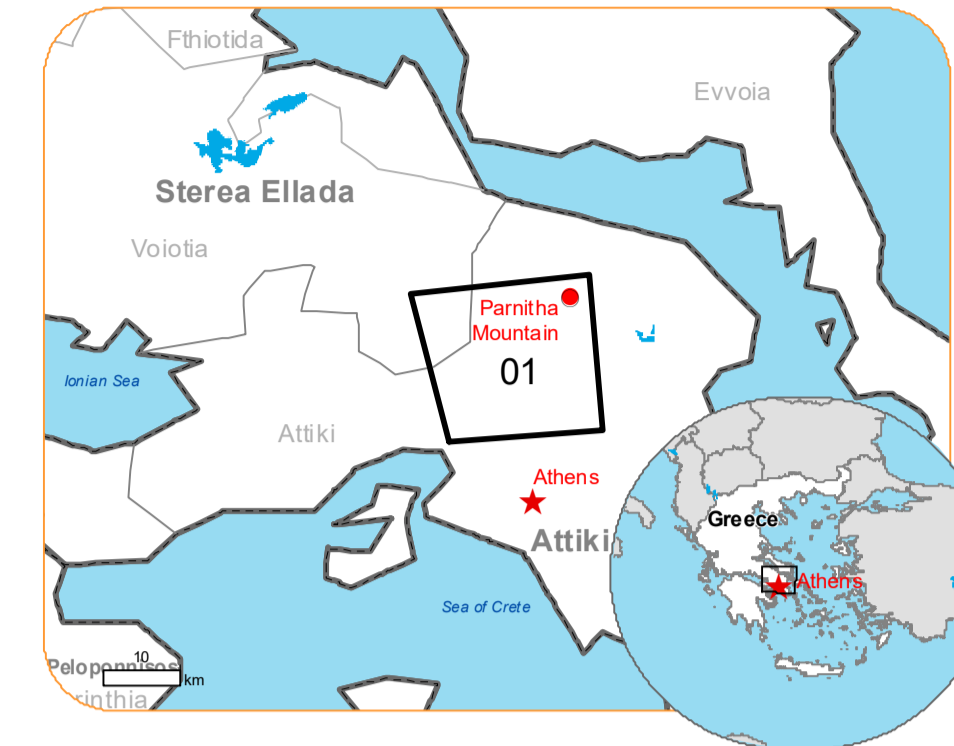 Fthiotida
Evvoia
Sterea Ellada
Voiotia
Parnitha
Mountain
01
Ionian Sea
Attiki
Athens
Attiki
Greece
Athens
Sea of Crete
Peloponnisos
10
km
rinthia